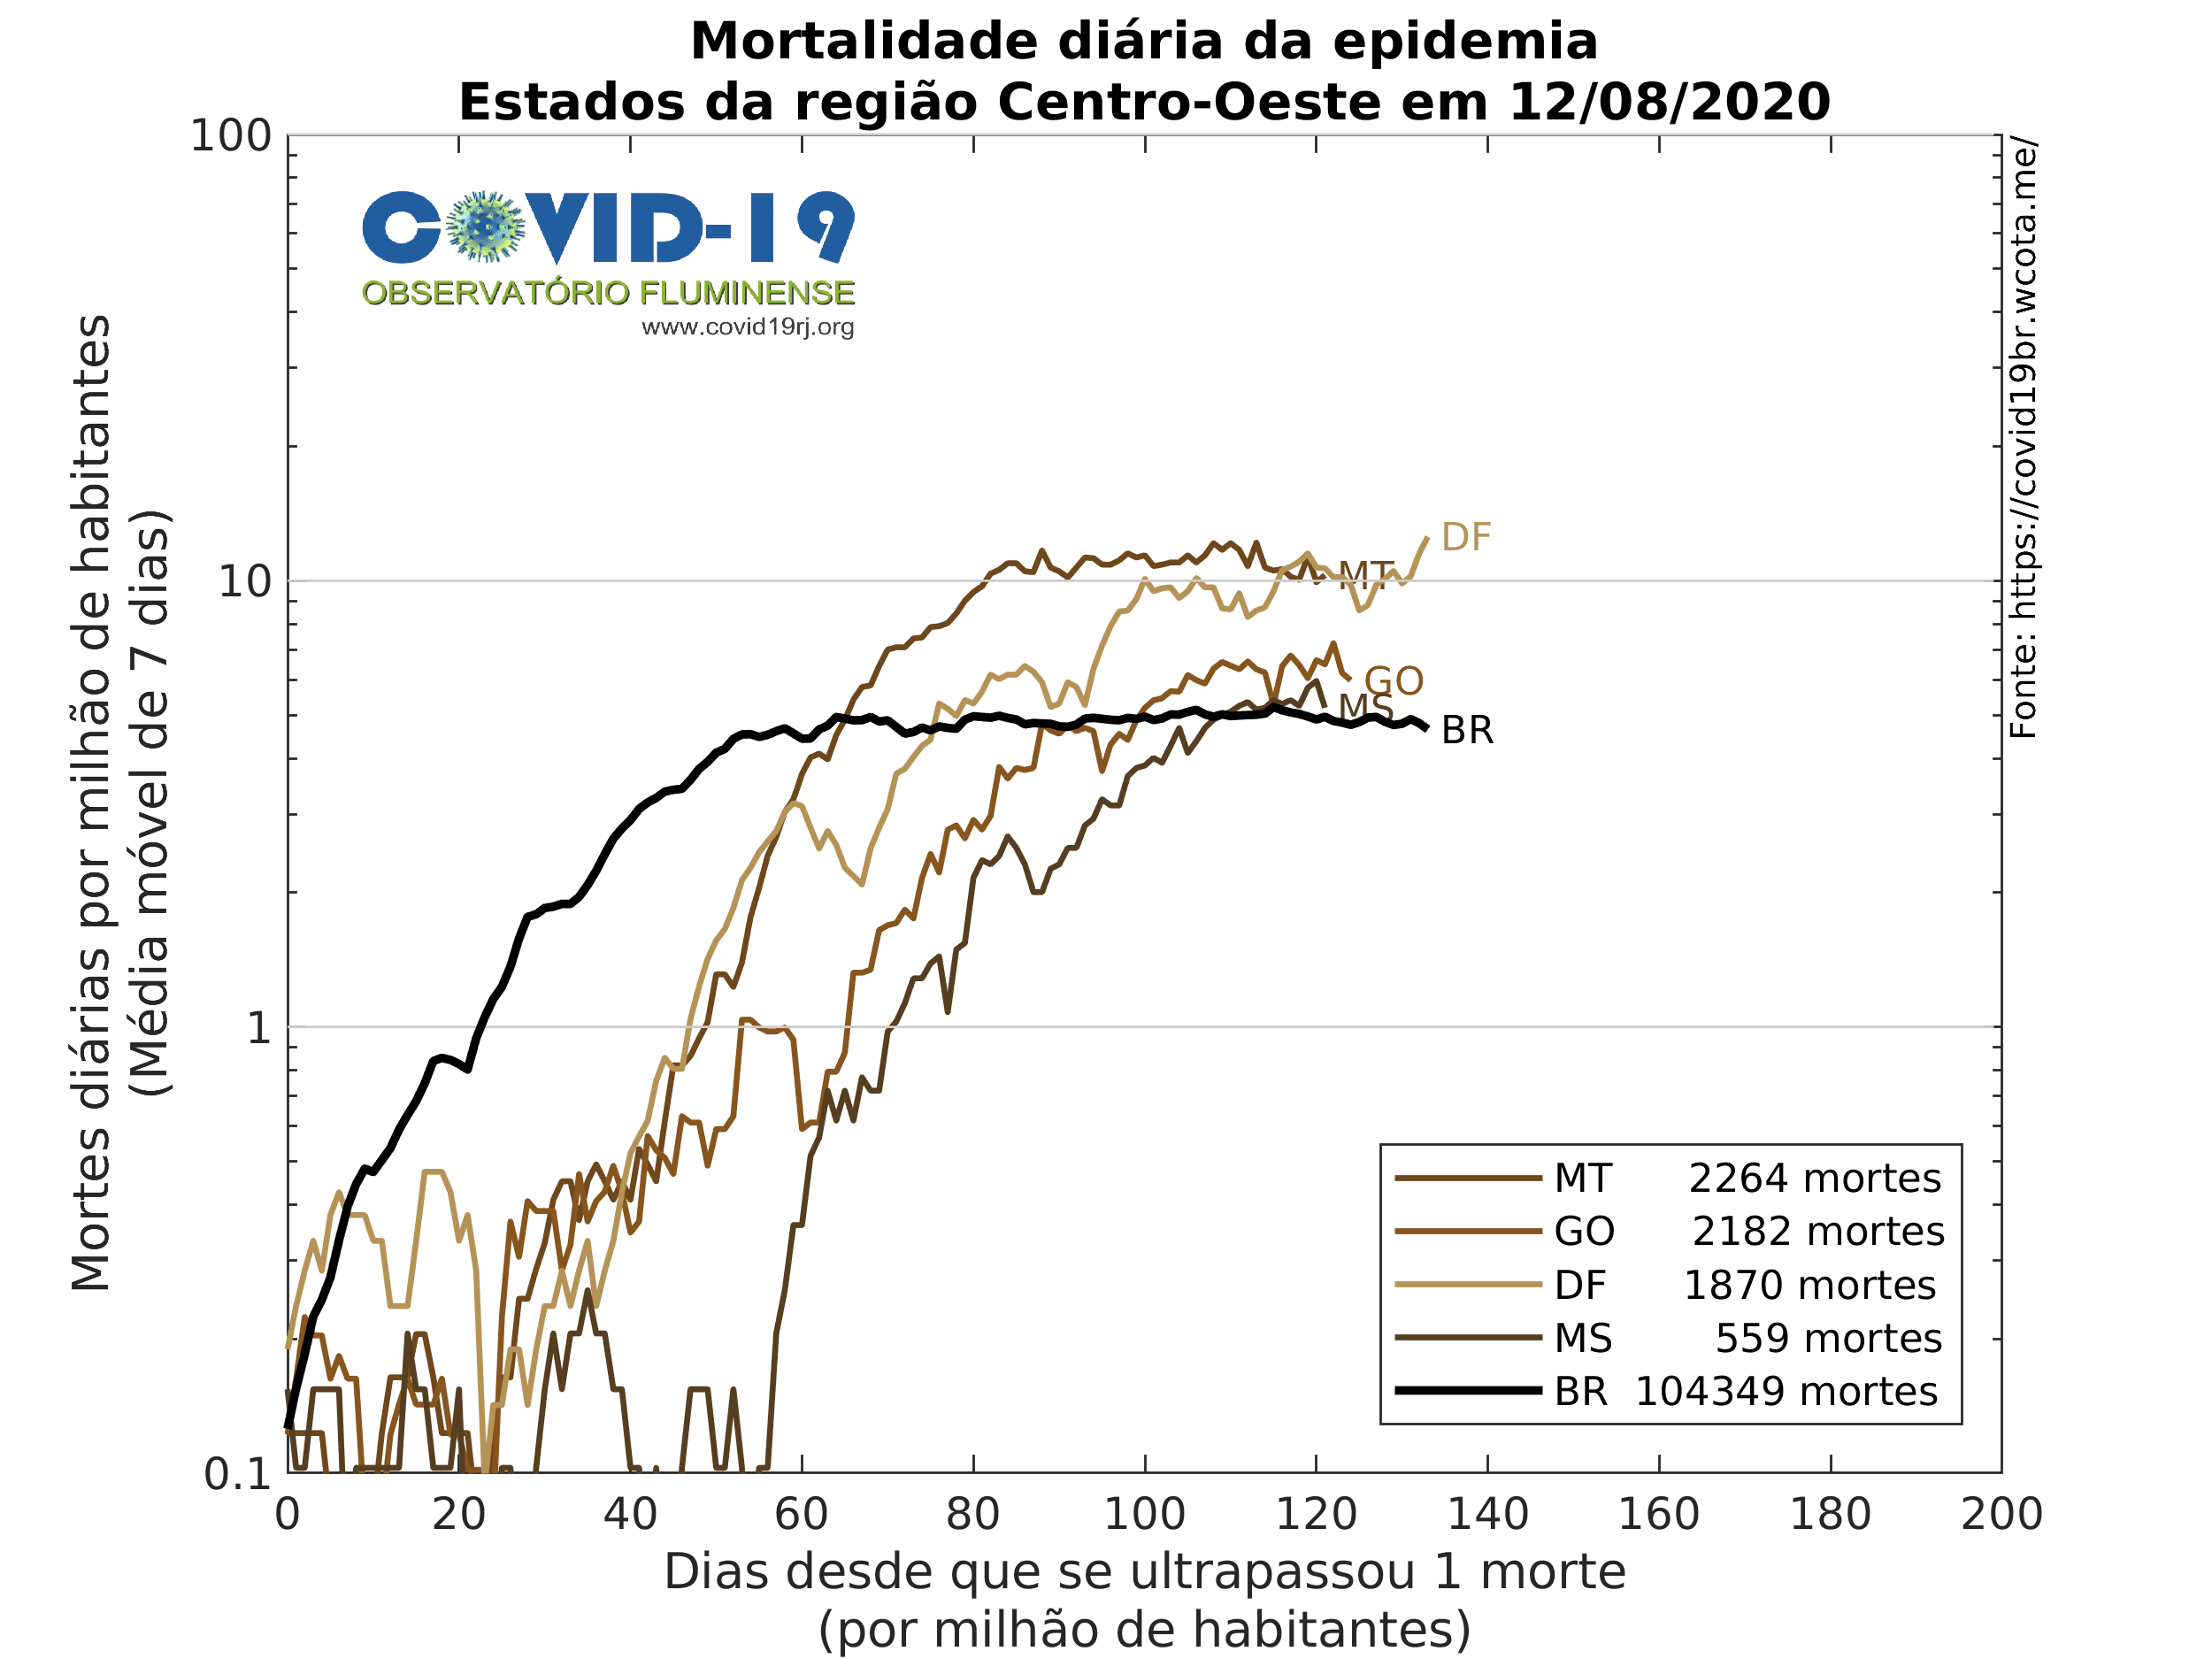 Mortalidade diária da epidemia
Estados da região Centro-Oeste em 12/08/2020
COVID-19
OBSERVATÓRIO FLUMINENSE
www.covid19rj.org
Mortes diárias por milhão de habitantes
(Média móvel de 7 dias)
100
10
1
0.1
DF
MT
GO
MS
BR
Fonte: https://covid19br.wcota.me/
MT 2264 mortes
GO 2182 mortes
DF 1870 mortes
MS 559 mortes
BR 104349 mortes
0 20 40 60 80 100 120 140 160 180 200
Dias desde que se ultrapassou 1 morte
(por milhão de habitantes)